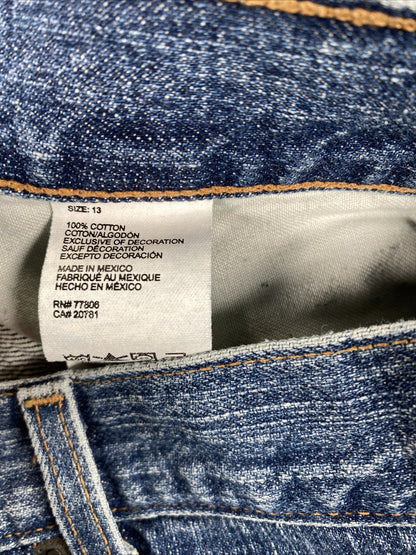 SIZE: 13
100% COTTON
COTON/ALGODÓN
EXCLUSIVE OF DECORATION
SAUF DÉCORATION
EXCEPTO DECORACIÓN
MADE IN MEXICO
FABRIQUÉ AU MEXIQUE
HECHO EN MÉXICO
RN# 77806
CA# 20781